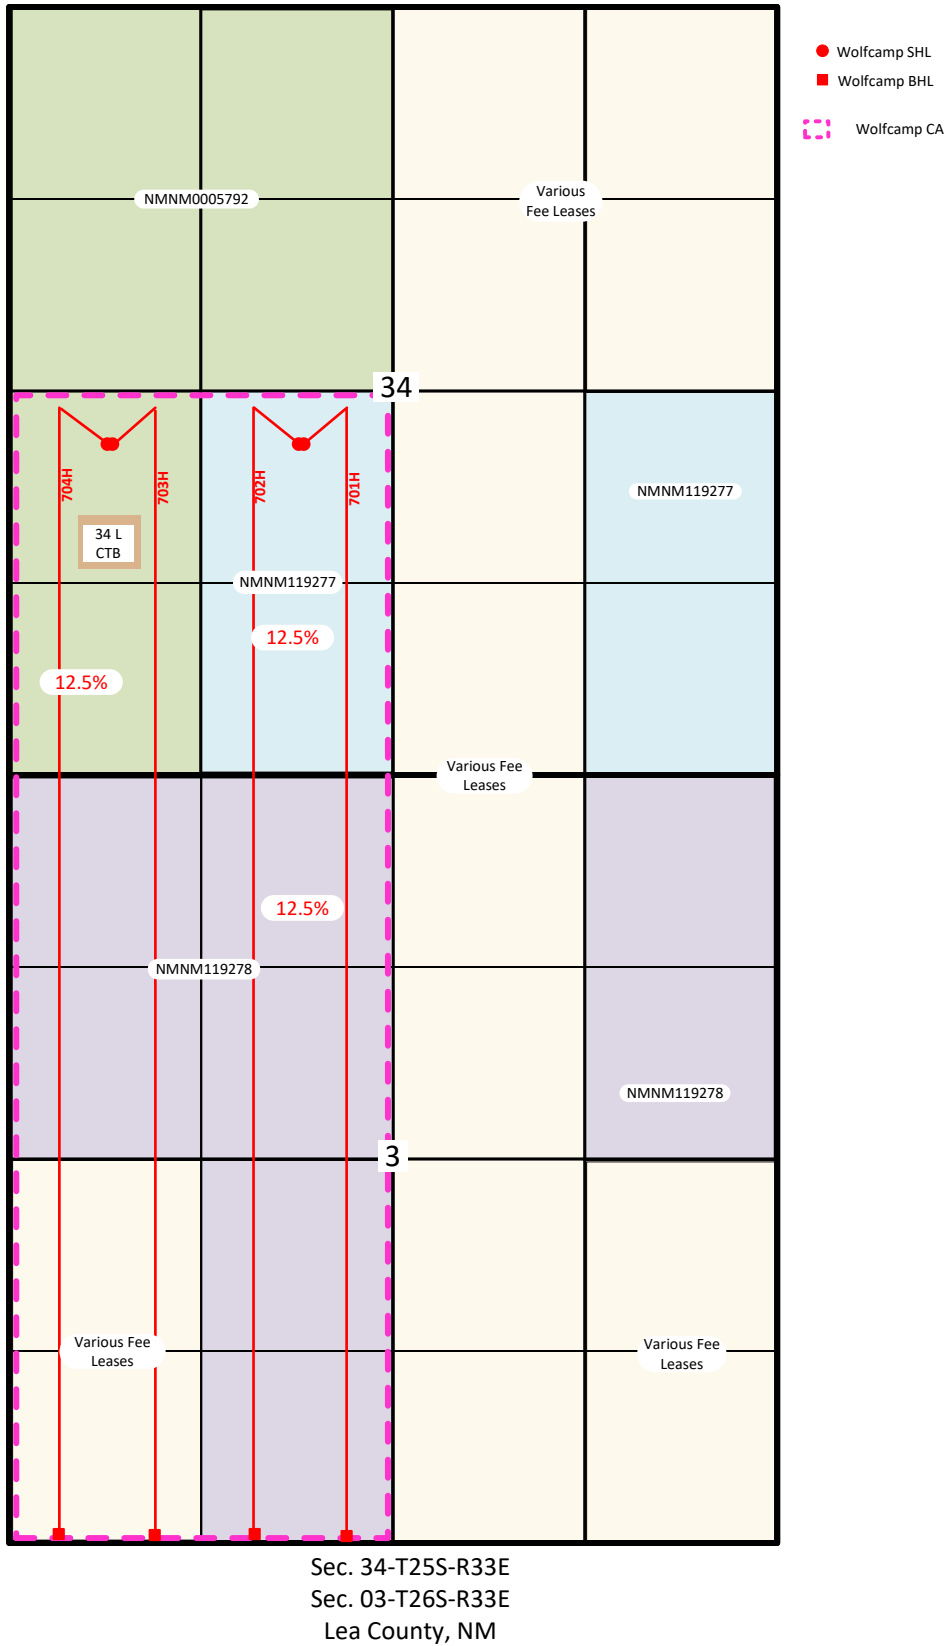 Wolfcamp SHL
Wolfcamp BHL
Wolfcamp CA
NMNM0005792
Various
Fee Leases
34
704H
703H
702H
701H
NMNM119277
34 L
CTB
NMNM119277
12.5%
12.5%
Various Fee
Leases
12.5%
NMNM119278
NMNM119278
3
Various Fee
Leases
Various Fee
Leases
Sec. 34-T25S-R33E
Sec. 03-T26S-R33E
Lea County, NM